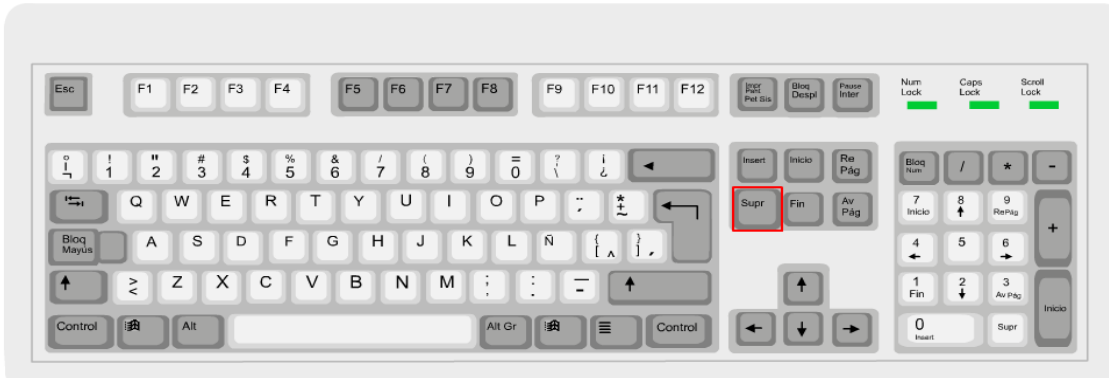 Esc
F1 F2 F3 F4
F5 F6 F7 F8
F9 F10 F11 F12
Impr
Pant
Pet Sis
Bloq
Despl
Pause
Inter
Num
Lock
Caps
Lock
Scroll
Lock
! " # $ % & / ( ) = ? ¡
1 2 3 4 5 6 7 8 9 0 \ ¿
Insert Inicio Re
Pág
Bloq
Num
/ * -
Q W E R T Y U I O P
* ±
~
Supr Fin Av
Pág
7
Inicio
8
9
RePág
+
Bloq
Mayús
A S D F G H J K L Ñ
{ }
[ ^ ] ,
4 5 6
>
<
Z X C V B N M
; :
, .
_
-
1
Fin
2
3
Av Pág
Inicio
Control Alt Alt Gr Control
0
Insert
Supr